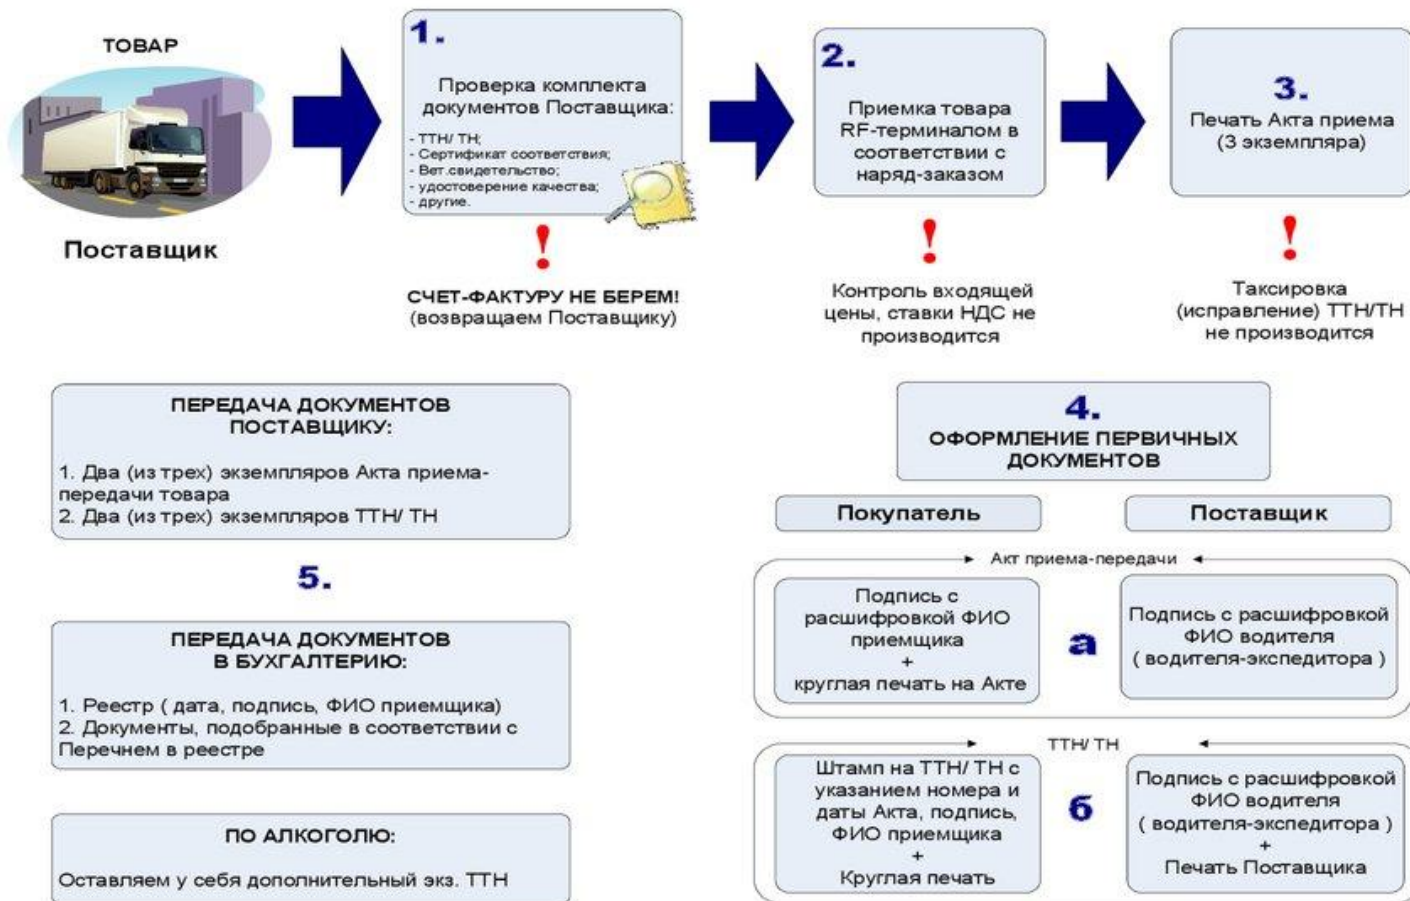 ТОВАР
Поставщик
1.
Проверка комплекта
документов Поставщика:
- ТТН/ ТН;
- Сертификат соответствия;
- Вет.свидетельство;
- удостоверение качества;
- другие.
!
СЧЕТ-ФАКТУРУ НЕ БЕРЕМ!
(возвращаем Поставщику)
2.
Приемка товара
RF-терминалом в
соответствии с
наряд-заказом
!
Контроль входящей
цены, ставки НДС не
производится
3.
Печать Акта приема
(3 экземпляра)
!
Таксировка
(исправление) ТТН/ТН
не производится
4.
ОФОРМЛЕНИЕ ПЕРВИЧНЫХ
ДОКУМЕНТОВ
Покупатель
Поставщик
Акт приема-передачи
Подпись с
расшифровкой ФИО
приемщика
+
круглая печать на Акте
а
Подпись с расшифровкой
ФИО водителя
( водителя-экспедитора )
ТТН/ ТН
Штамп на ТТН/ ТН с
указанием номера и
даты Акта, подпись,
ФИО приемщика
+
Круглая печать
б
Подпись с расшифровкой
ФИО водителя
( водителя-экспедитора )
+
Печать Поставщика
ПЕРЕДАЧА ДОКУМЕНТОВ
ПОСТАВЩИКУ:
1. Два (из трех) экземпляров Акта приема-
передачи товара
2. Два (из трех) экземпляров ТТН/ ТН
5.
ПЕРЕДАЧА ДОКУМЕНТОВ
В БУХГАЛТЕРИЮ:
1. Реестр ( дата, подпись, ФИО приемщика)
2. Документы, подобранные в соответствии с
Перечнем в реестре
ПО АЛКОГОЛЮ:
Оставляем у себя дополнительный экз. ТТН